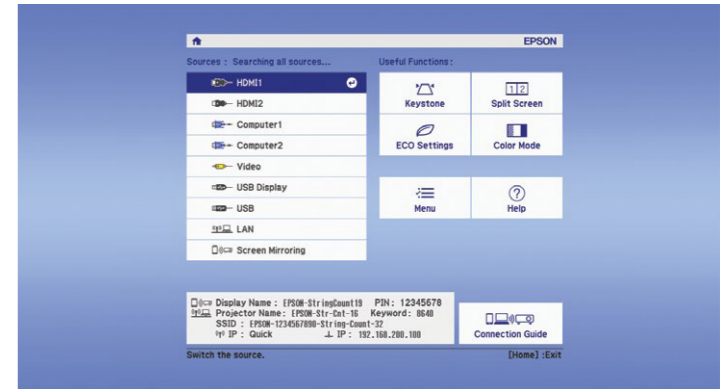 EPSON
Sources : Searching all sources...
Useful Functions :
HDMI1
HDMI2
Computer1
Computer2
Video
USB Display
USB
LAN
Screen Mirroring
Keystone
1 2
Split Screen
ECO Settings
Color Mode
Menu
?
Help
Display Name : EPSON-StringCount19 PIN : 12345678
Projector Name : EPSON-Str-Cnt-16 Keyword : 8640
SSID : EPSON-1234567890-String-Count-32
IP : Quick IP : 192.168.200.100
Connection Guide
Switch the source.
[Home] :Exit